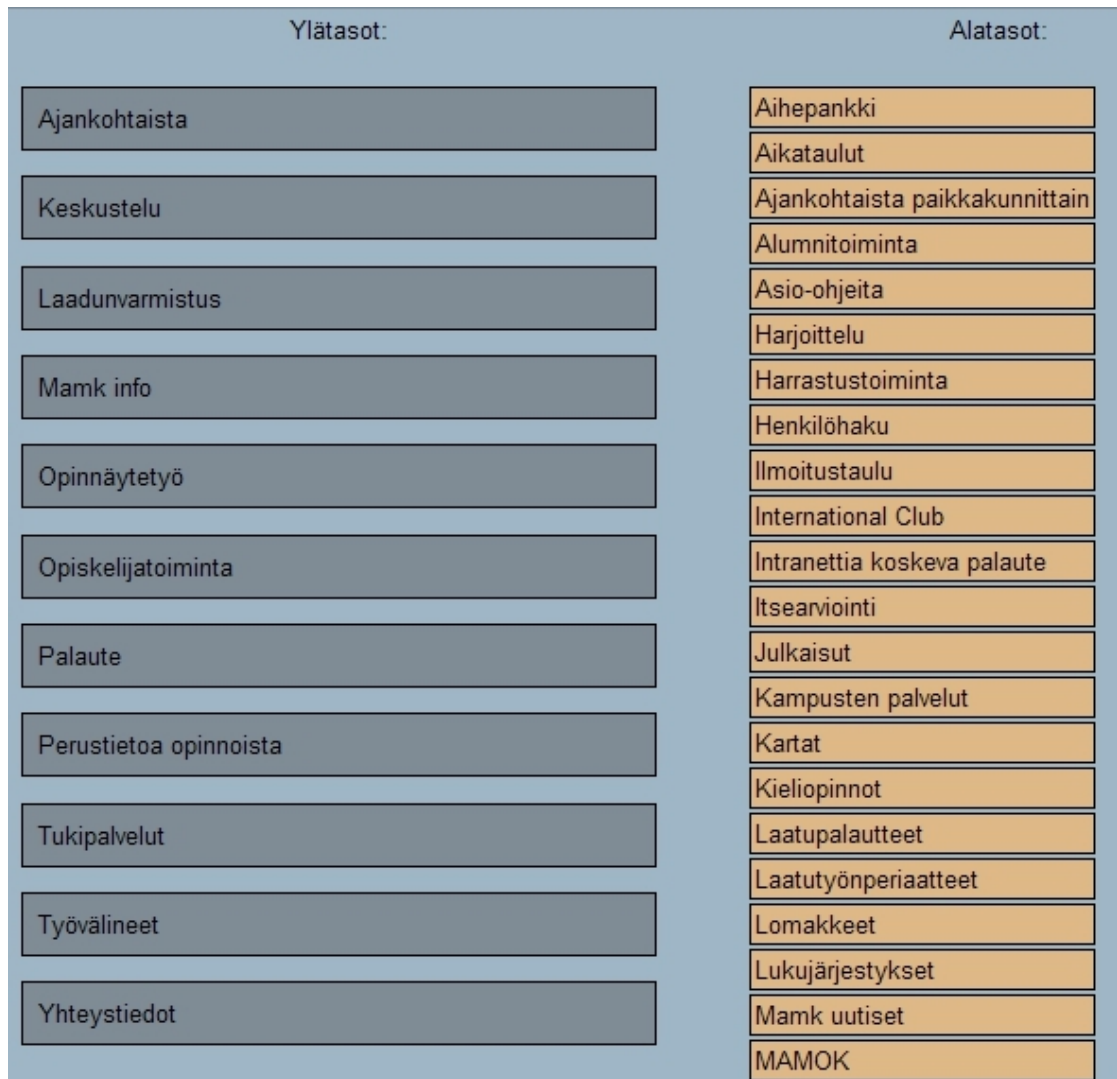 Ylätasot:
Alatasot:
Ajankohtaista
Keskustelu
Laadunvarmistus
Mamk info
Opinnäytetyö
Opiskelijatoiminta
Palaute
Perustietoa opinnoista
Tukipalvelut
Työvälineet
Yhteystiedot
Aihepankki
Aikataulut
Ajankohtaista paikkakunnittain
Alumnitoiminta
Asio-ohjeita
Harjoittelu
Harrastustoiminta
Henkilöhaku
Ilmoitustaulu
International Club
Intranettia koskeva palaute
Itsearviointi
Julkaisut
Kampusten palvelut
Kartat
Kieliopinnot
Laatupalautteet
Laatutyönperiaatteet
Lomakkeet
Lukujärjestykset
Mamk uutiset
MAMOK